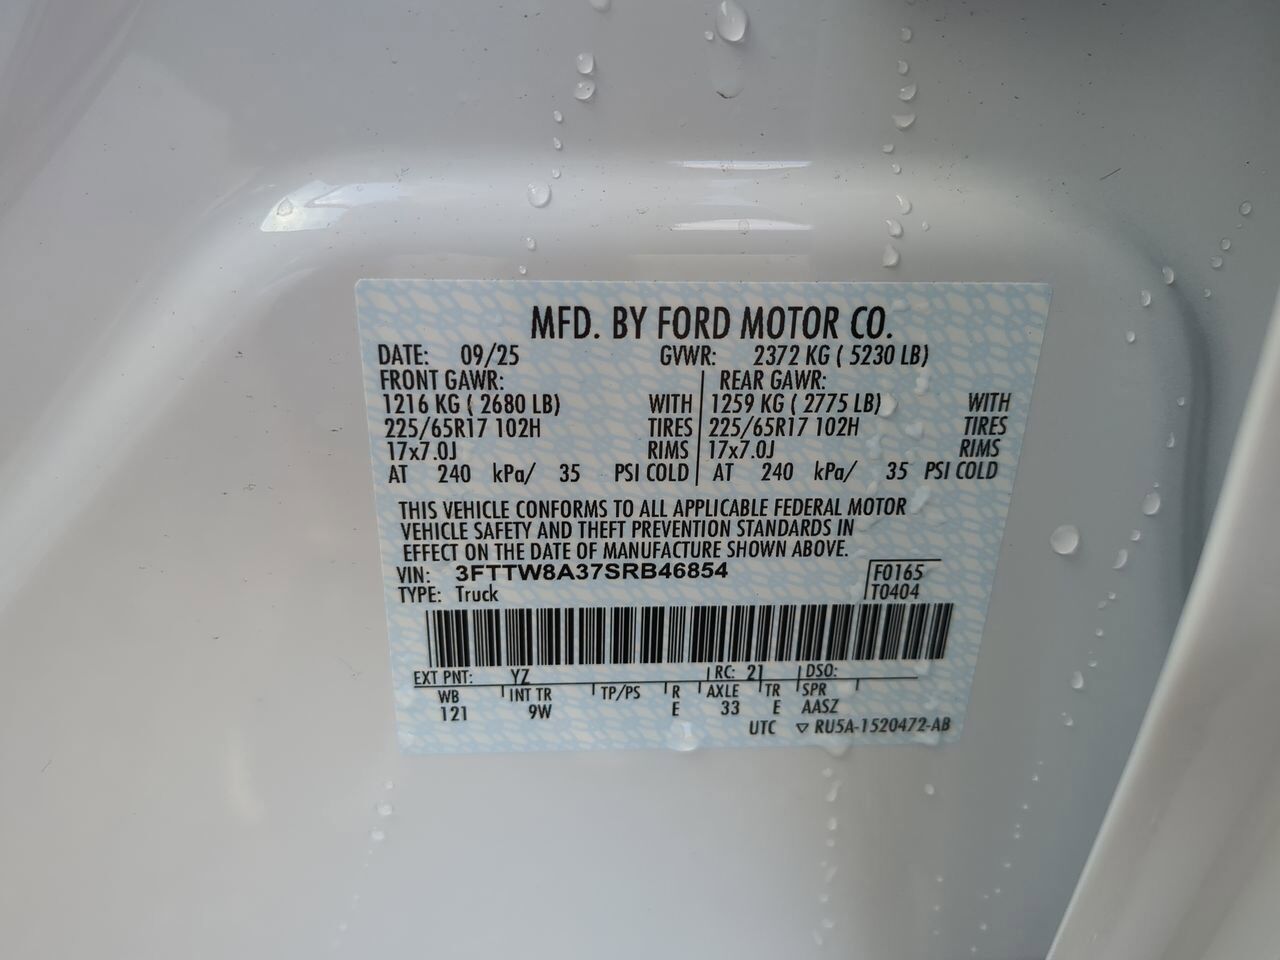 MFD. BY FORD MOTOR CO.
DATE: 09/25 GVWR: 2372 KG ( 5230 LB)
FRONT GAWR: REAR GAWR:
1216 KG ( 2680 LB) WITH 1259 KG ( 2775 LB) WITH
225/65R17 102H TIRES 225/65R17 102H TIRES
17x7.0J RIMS 17x7.0J RIMS
AT 240 kPa/ 35 PSI COLD AT 240 kPa/ 35 PSI COLD
THIS VEHICLE CONFORMS TO ALL APPLICABLE FEDERAL MOTOR
VEHICLE SAFETY AND THEFT PREVENTION STANDARDS IN
EFFECT ON THE DATE OF MANUFACTURE SHOWN ABOVE.
VIN: 3FTTW8A37SRB46854 F0165
TYPE: Truck T0404
EXT PNT: YZ RC: 21 DSO:
WB INT TR TP/PS R AXLE TR SPR
121 9W E 33 E AASZ
UTC ▽ RU5A-1520472-AB